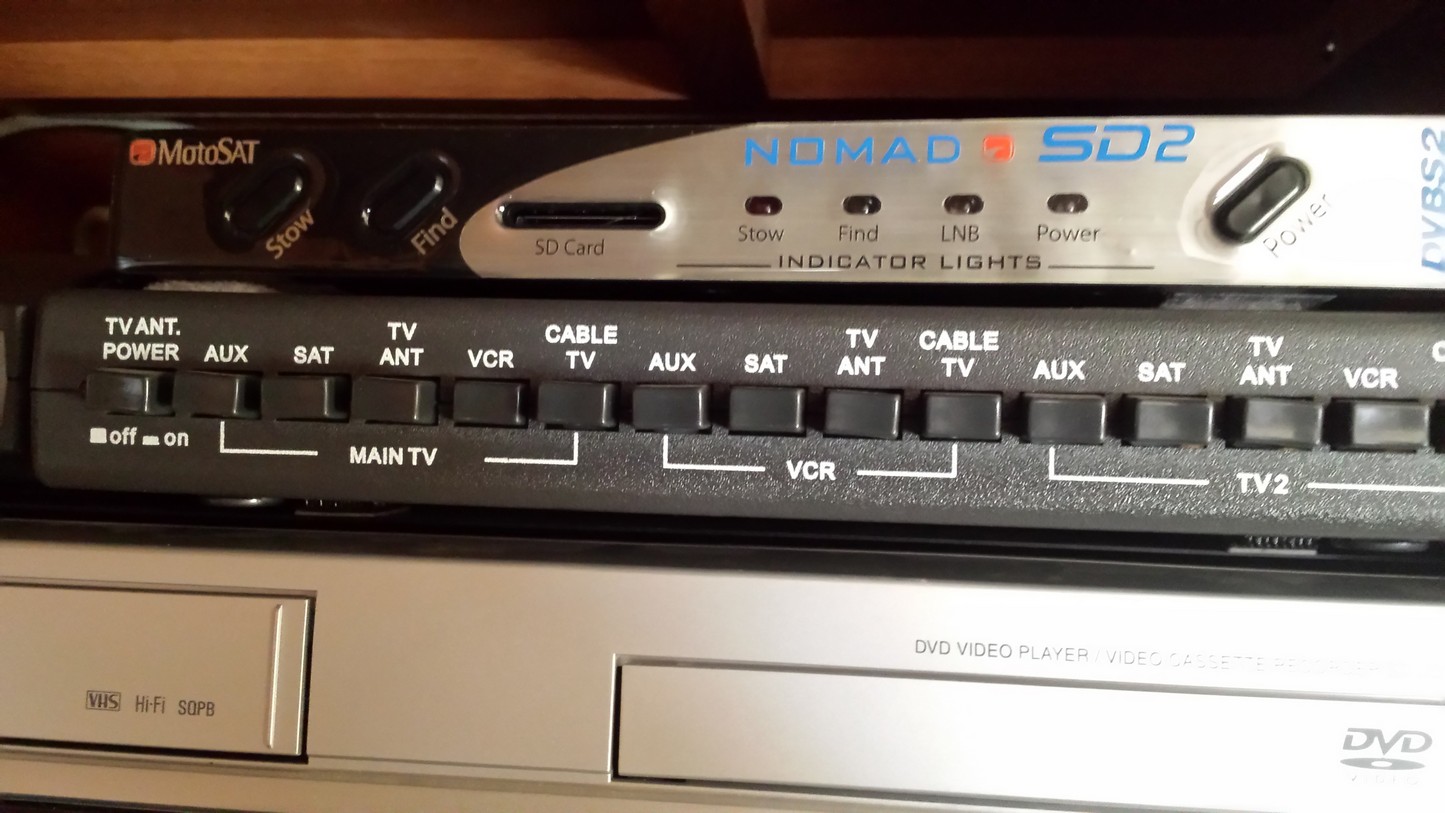 MotoSAT
NOMAD SD2
Stow
Find
SD Card
Stow Find LNB Power
INDICATOR LIGHTS
Power
DVBS2
TV ANT.
POWER
AUX
SAT
TV
ANT
VCR
CABLE
TV
AUX
SAT
TV
ANT
CABLE
TV
AUX
SAT
TV
ANT
VCR
off on
MAIN TV
VCR
TV2
DVD VIDEO PLAYER / VIDEO CASSETTE RECORDER
VHS Hi-Fi SQPB
DVD
VIDEO